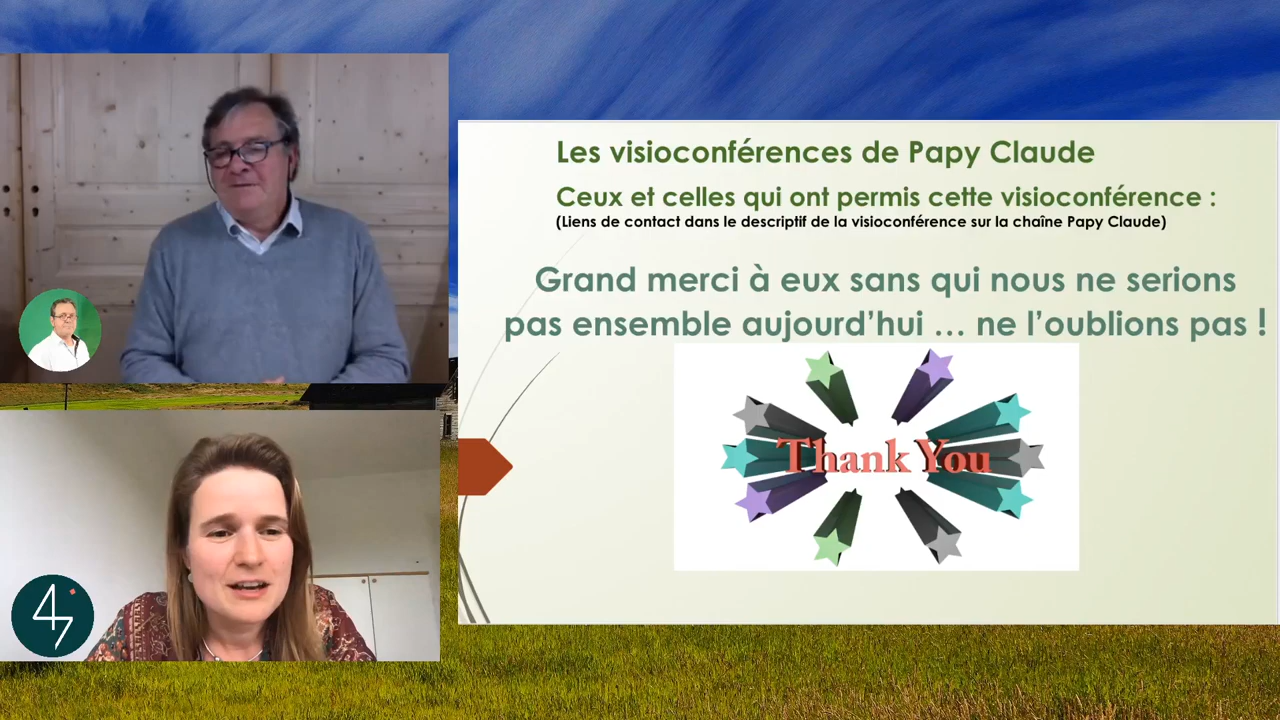 Les visioconférences de Papy Claude
Ceux et celles qui ont permis cette visioconférence :
(Liens de contact dans le descriptif de la visioconférence sur la chaîne Papy Claude)
Grand merci à eux sans qui nous ne serions
pas ensemble aujourd'hui … ne l'oublions pas !
Thank You
47